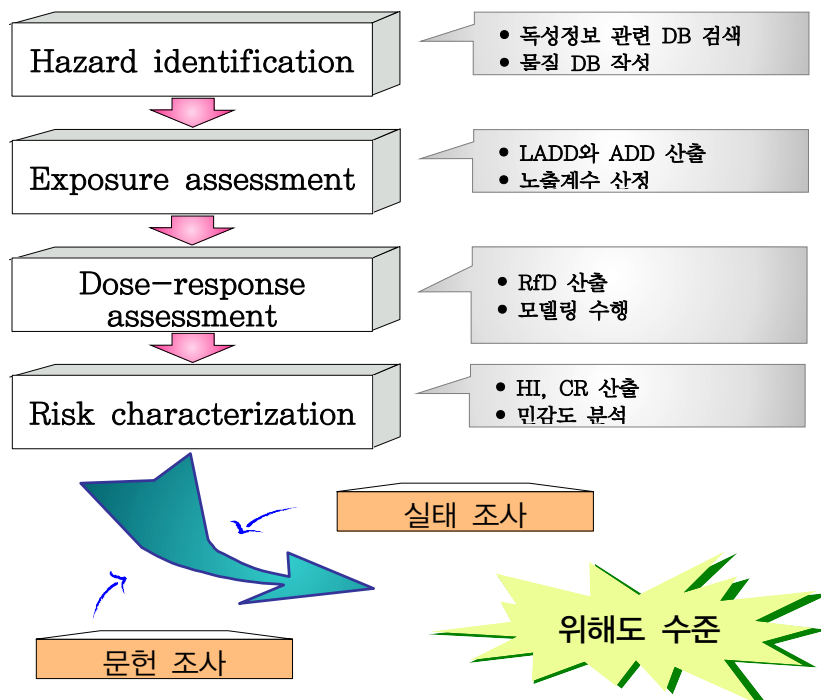 Hazard identification
• 독성정보 관련 DB 검색
• 물질 DB 작성
Exposure assessment
• LADD와 ADD 산출
• 노출계수 산정
Dose-response
assessment
• RfD 산출
• 모델링 수행
Risk characterization
• HI, CR 산출
• 민감도 분석
실태 조사
위해도 수준
문헌 조사